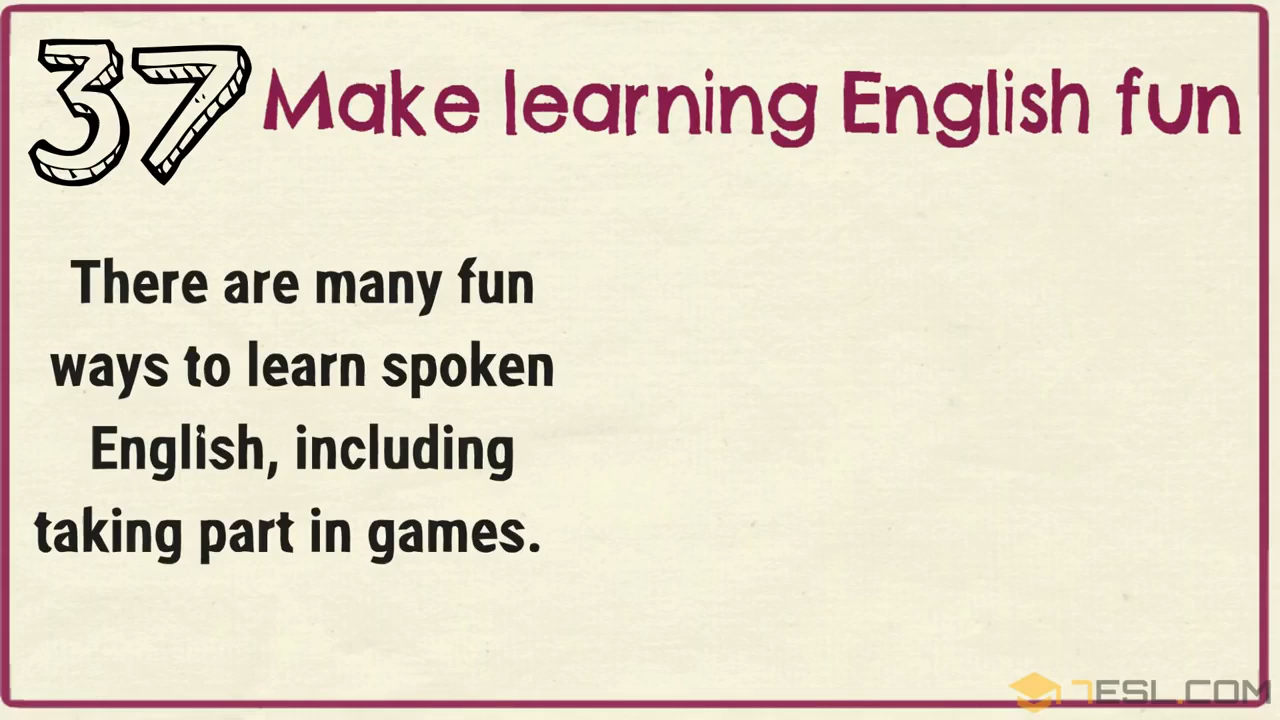 37 Make learning English fun
There are many fun
ways to learn spoken
English, including
taking part in games.
7ESL.COM